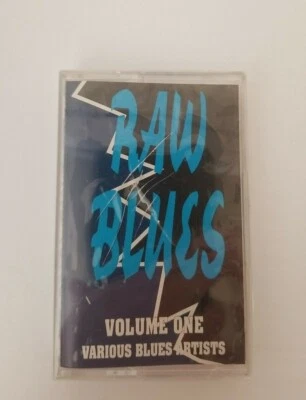 RAW
BLUES
VOLUME ONE
VARIOUS BLUES ARTISTS